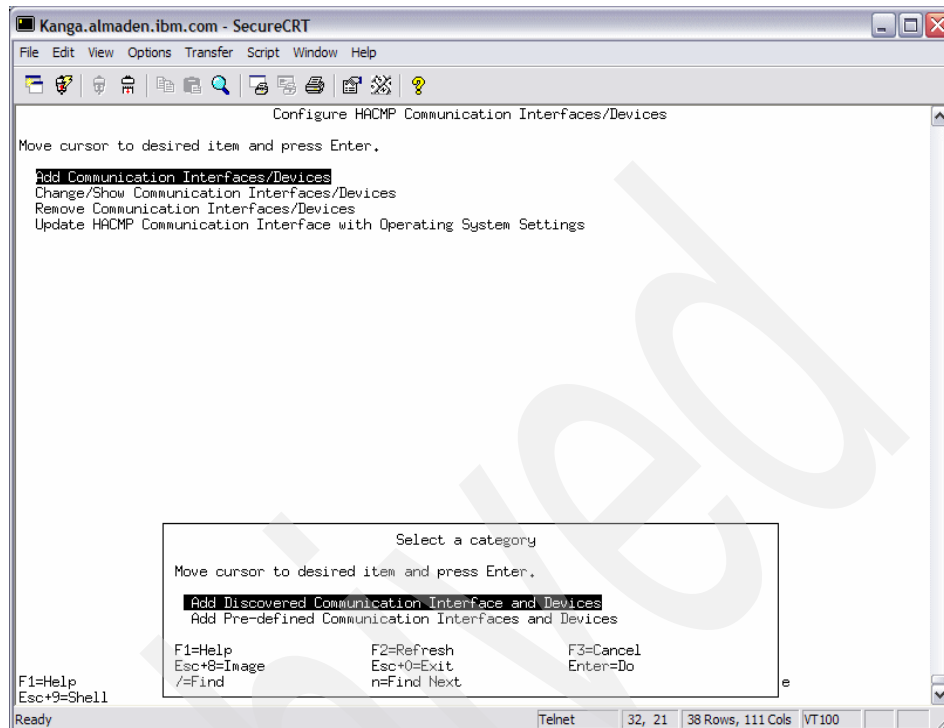 Kanga.almaden.ibm.com - SecureCRT
File Edit View Options Transfer Script Window Help
Configure HACMP Communication Interfaces/Devices
Move cursor to desired item and press Enter.
Add Communication Interfaces/Devices
Change/Show Communication Interfaces/Devices
Remove Communication Interfaces/Devices
Update HACMP Communication Interface with Operating System Settings
Select a category
Move cursor to desired item and press Enter.
Add Discovered Communication Interface and Devices
Add Pre-defined Communication Interfaces and Devices
F1=Help F2=Refresh F3=Cancel
Esc+8=Image Esc+0=Exit Enter=Do
F1=Help /=Find n=Find Next e
Esc+9=Shell
Ready Telnet 32, 21 38 Rows, 111 Cols VT100
hived